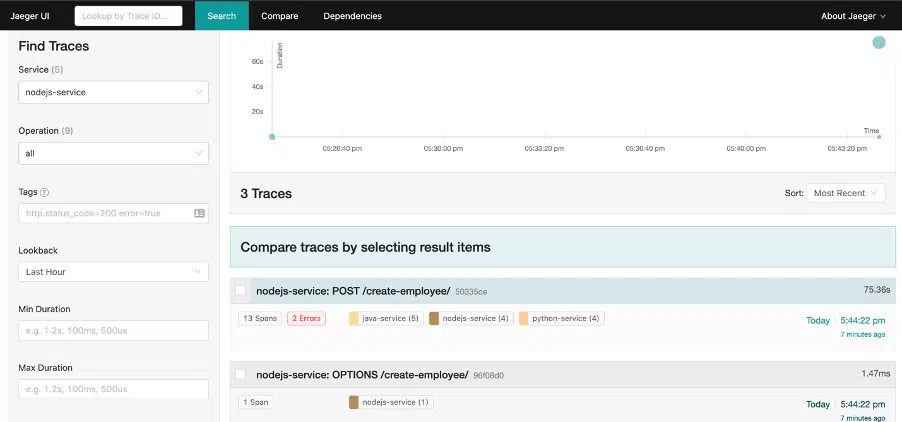 Jaeger UI
Lookup by Trace ID...
Search
Compare
Dependencies
About Jaeger
Find Traces
Service (5)
nodejs-service
Operation (9)
all
Tags
http.status_code=200 error=true
Lookback
Last Hour
Min Duration
e.g. 1.2s, 100ms, 500us
Max Duration
e.g. 1.2s, 100ms, 500us
Duration
60s
40s
20s
Time
05:26:40 pm
05:30:00 pm
05:33:20 pm
05:36:40 pm
05:40:00 pm
05:43:20 pm
3 Traces
Sort:
Most Recent
Compare traces by selecting result items
nodejs-service: POST /create-employee/ 50335ce
75.36s
13 Spans
2 Errors
java-service (5)
nodejs-service (4)
python-service (4)
Today
5:44:22 pm
7 minutes ago
nodejs-service: OPTIONS /create-employee/ 96f08d0
1.47ms
1 Span
nodejs-service (1)
Today
5:44:22 pm
7 minutes ago